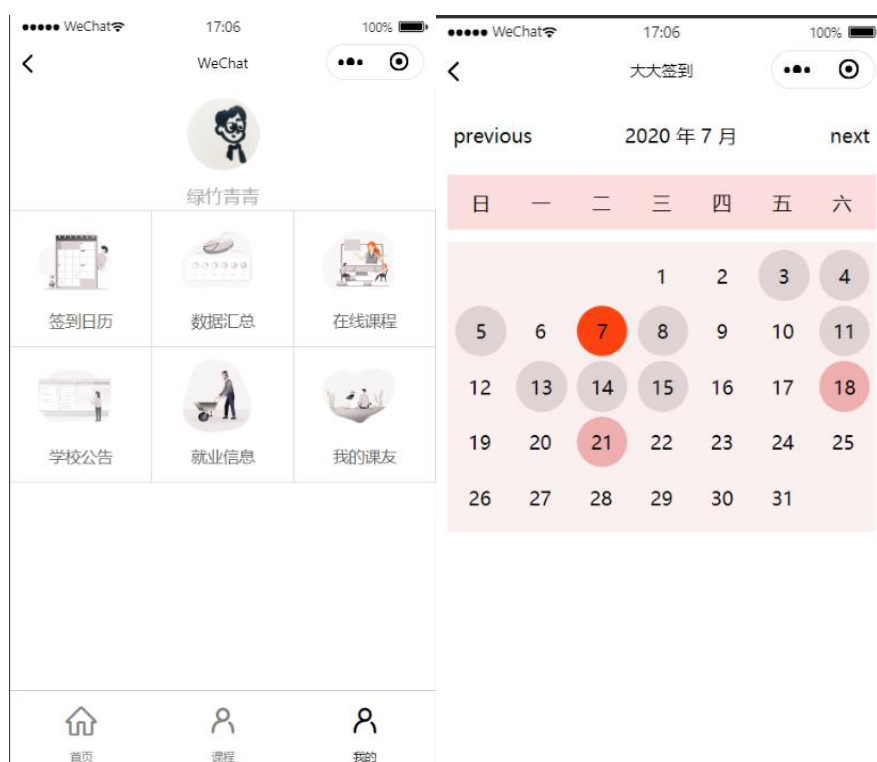 WeChat 17:06 100%
WeChat
绿竹青青
签到日历 数据汇总 在线课程
学校公告 就业信息 我的课友
首页 课程 我的
WeChat 17:06 100%
大大签到
previous 2020 年 7 月 next
日 一 二 三 四 五 六
1 2 3 4
5 6 7 8 9 10 11
12 13 14 15 16 17 18
19 20 21 22 23 24 25
26 27 28 29 30 31